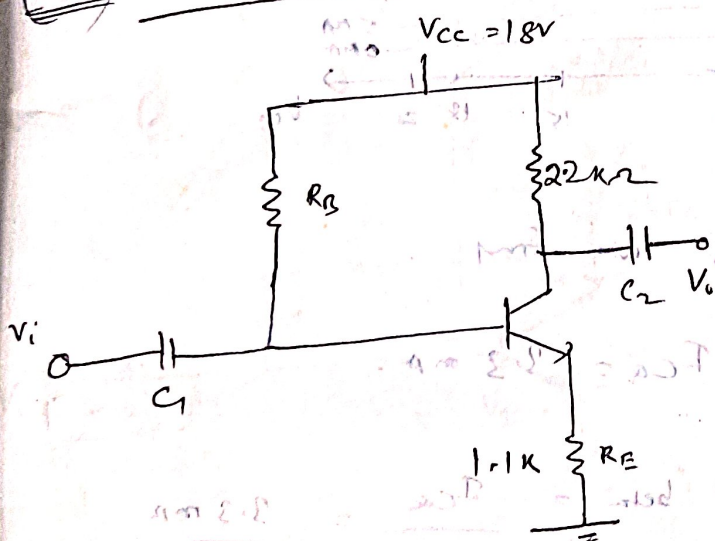 Vcc = 18V
RB
2.2KΩ
C2
Vo
Vi
C1
1.1K
RE